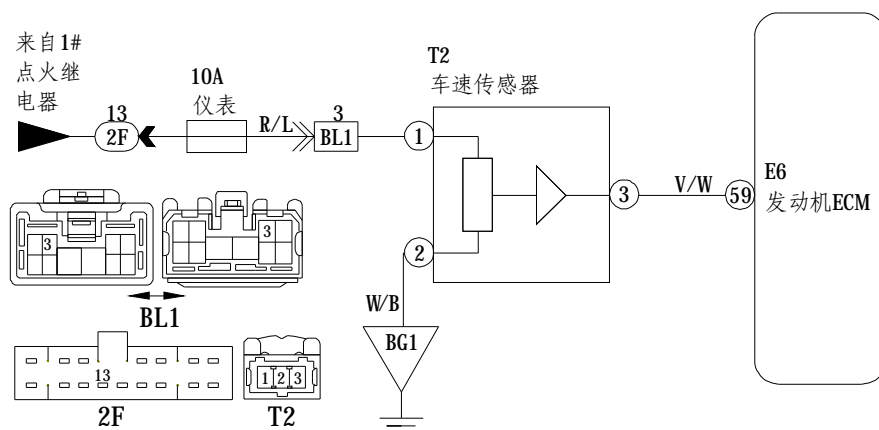 来自1#
点火继
电器
13
2F
10A
仪表
R/L
3
BL1
1
T2
车速传感器
2
3
V/W
59
E6
发动机ECM
W/B
BG1
3
3
BL1
13
2F
1 2 3
T2